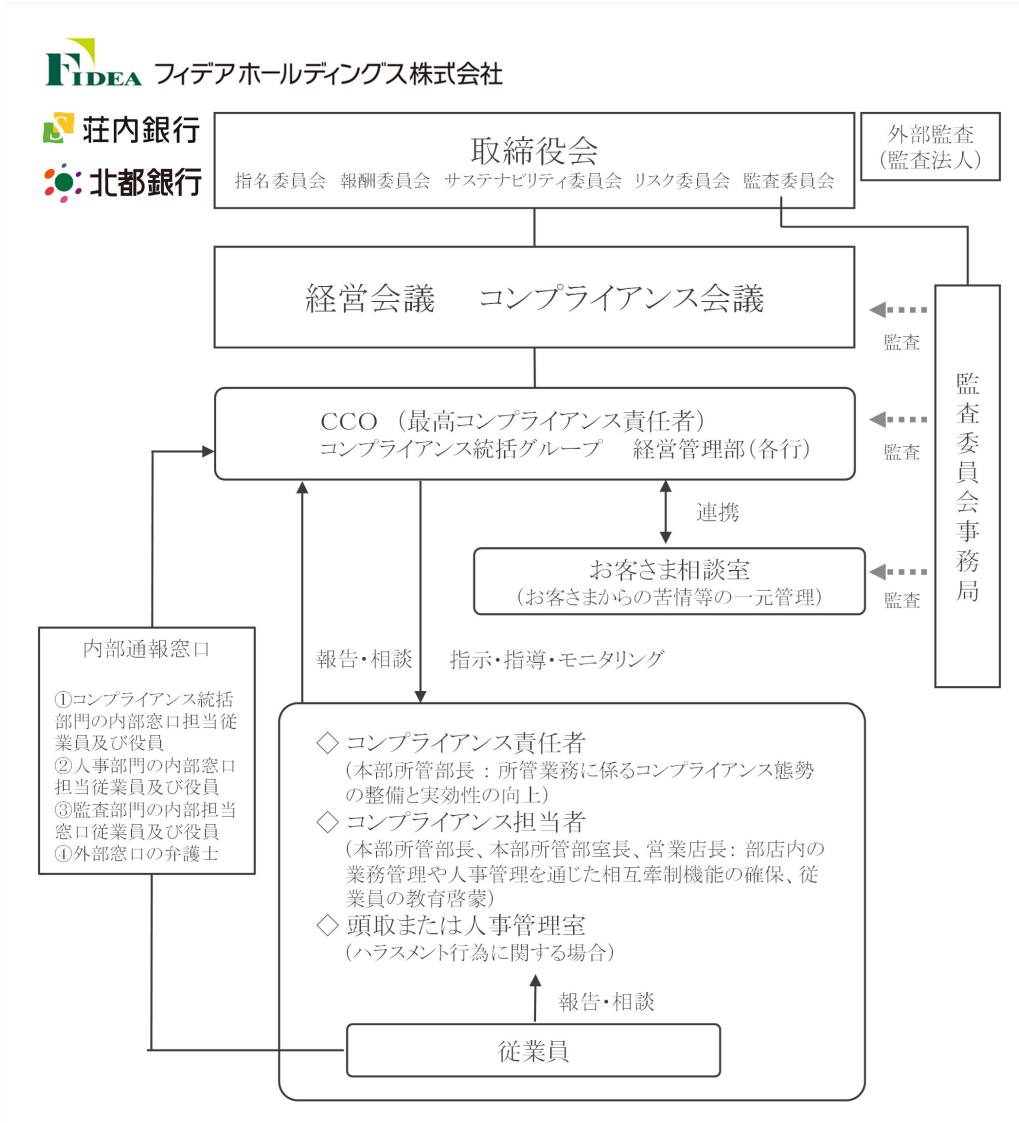 FIDEA フィデアホールディングス株式会社
荘内銀行
北都銀行
取締役会
指名委員会 報酬委員会 サステナビリティ委員会 リスク委員会 監査委員会
外部監査
(監査法人)
経営会議 コンプライアンス会議
監査
CCO (最高コンプライアンス責任者)
コンプライアンス統括グループ 経営管理部(各行)
監査
連携
お客さま相談室
(お客さまからの苦情等の一元管理)
監査
監査委員会事務局
内部通報窓口
①コンプライアンス統括
部門の内部窓口担当従
業員及び役員
②人事部門の内部窓口
担当従業員及び役員
③監査部門の内部担当
窓口従業員及び役員
④外部窓口の弁護士
報告・相談
指示・指導・モニタリング
◇ コンプライアンス責任者
(本部所管部長：所管業務に係るコンプライアンス態勢
の整備と実効性の向上)
◇ コンプライアンス担当者
(本部所管部長、本部所管部室長、営業店長：部店内の
業務管理や人事管理を通じた相互牽制機能の確保、従
業員の教育啓蒙)
◇ 頭取または人事管理室
(ハラスメント行為に関する場合)
報告・相談
従業員